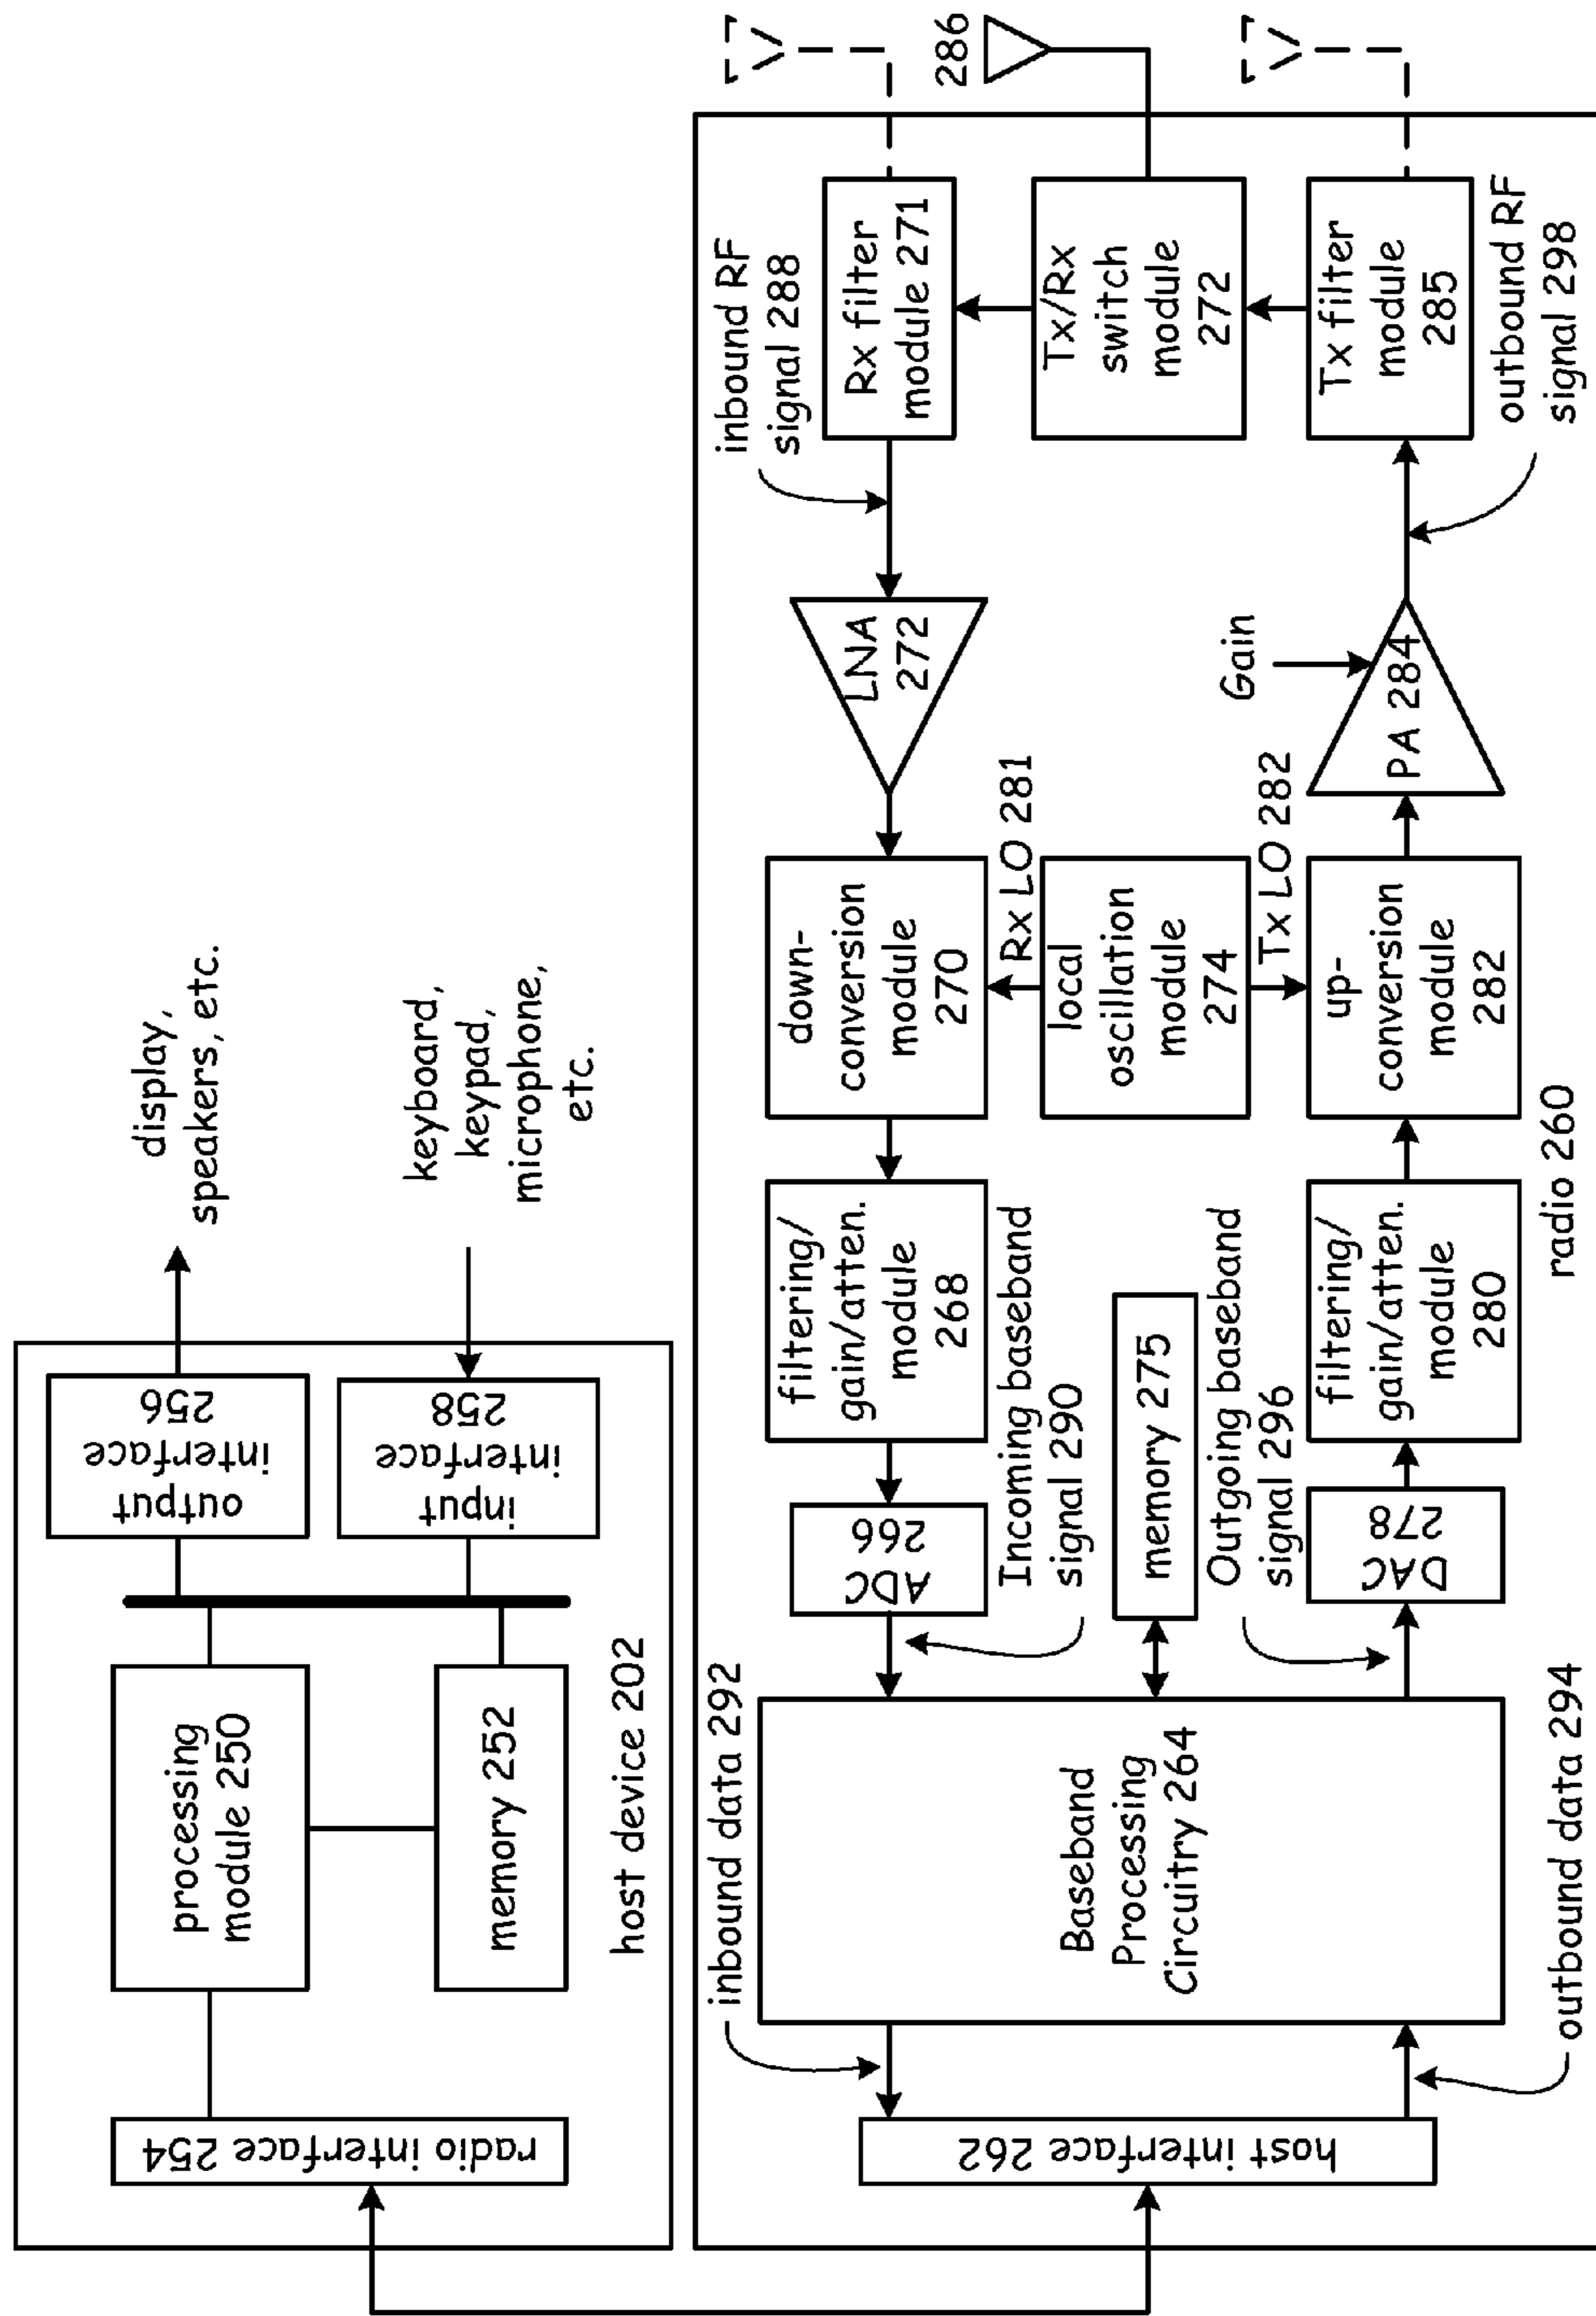 display,
speakers, etc.
keyboard,
keypad,
microphone,
etc.
radio interface 254
processing
module 250
memory 252
output
interface
256
input
interface
258
host device 202
host interface 262
inbound data 292
outbound data 294
Baseband
Processing
Circuitry 264
ADC
266
Incoming baseband
signal 290
memory 275
Outgoing baseband
signal 296
DAC
278
filtering/
gain/atten.
module
268
filtering/
gain/atten.
module
280
radio 260
down-
conversion
module
270
Rx LO 281
local
oscillation
module
274
Tx LO 282
up-
conversion
module
282
LNA
272
Gain
PA 284
inbound RF
signal 288
Rx filter
module 271
Tx/Rx
switch
module
272
Tx filter
module
285
outbound RF
signal 298
286